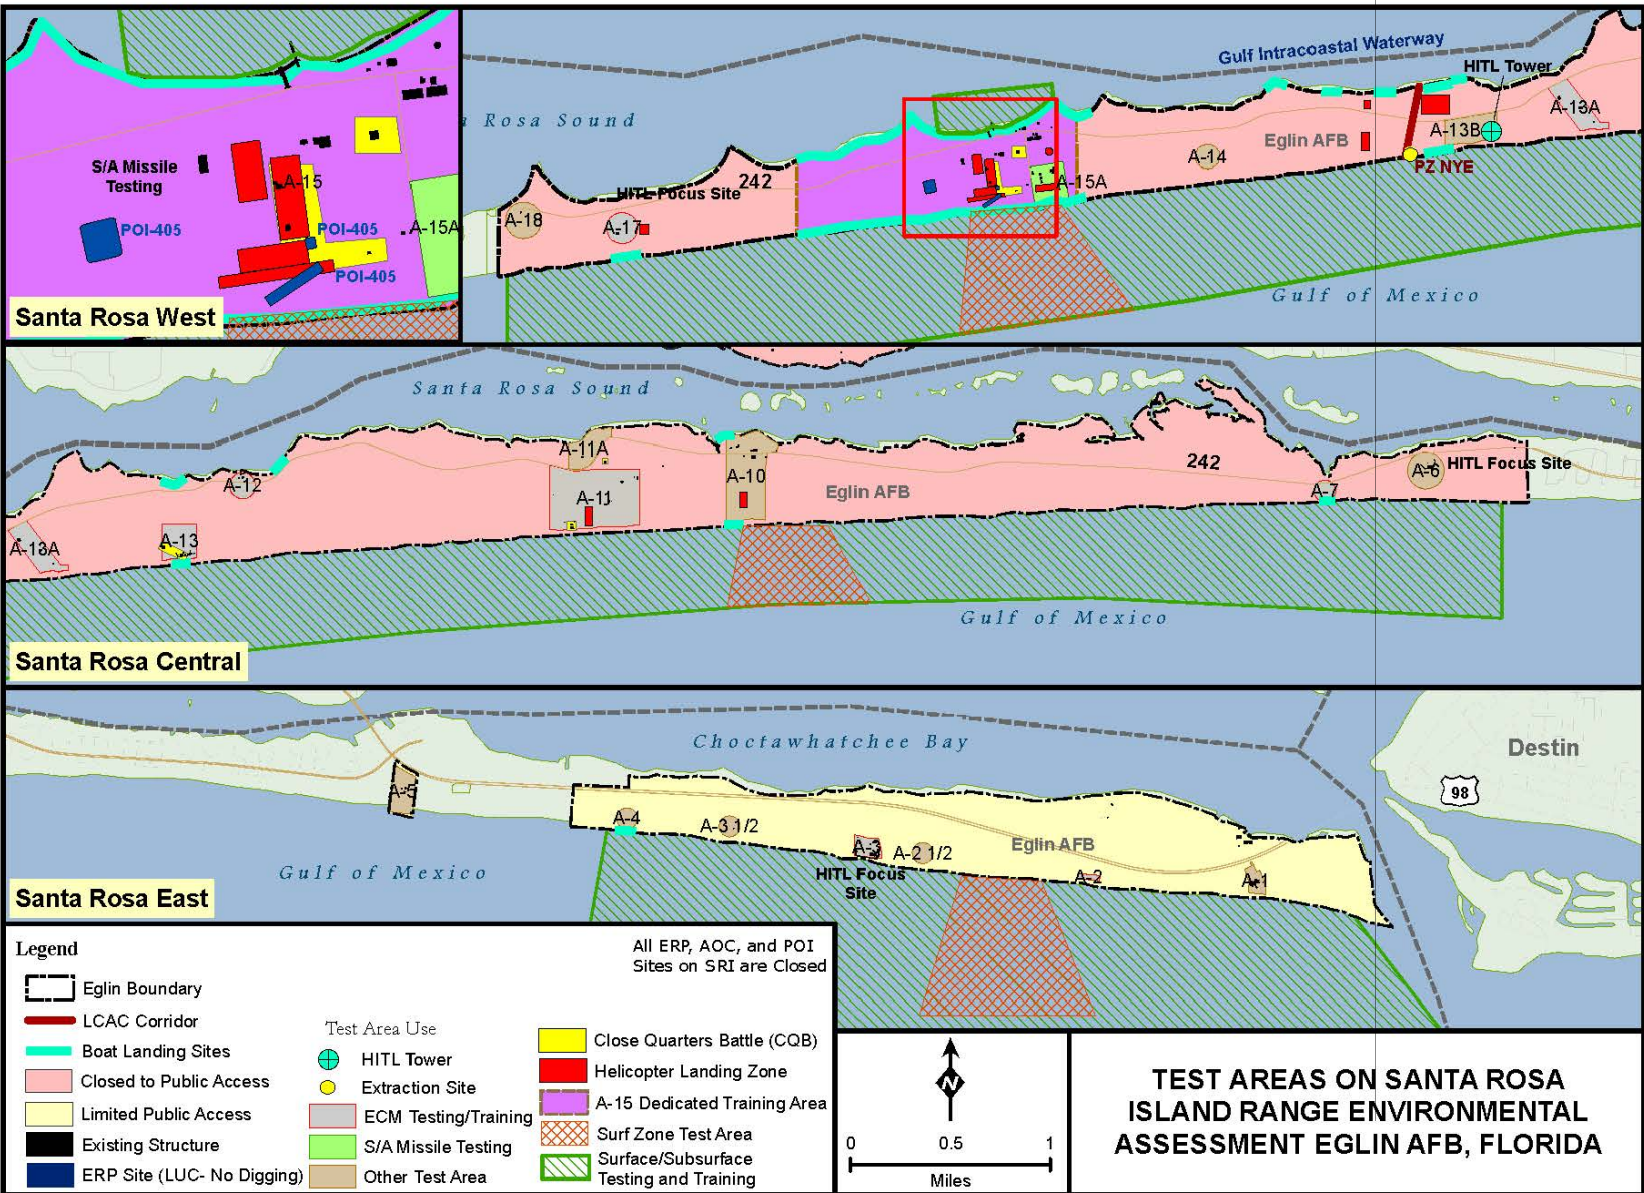 S/A Missile
Testing
A-15
POI-405
POI-405
POI-405
A-15A
Santa Rosa West
Gulf Intracoastal Waterway
HITL Tower
a Rosa Sound
A-13A
Eglin AFB
A-13B
A-14
PZ NYE
242
HITL Focus Site
A-15A
A-18
A-17
Gulf of Mexico
Santa Rosa Sound
A-11A
242
A-6
HITL Focus Site
A-12
A-10
A-11
Eglin AFB
A-7
A-13A
A-13
Gulf of Mexico
Santa Rosa Central
Choctawhatchee Bay
Destin
98
A-5
A-4
A-3 1/2
A-3
A-2 1/2
Eglin AFB
HITL Focus
Site
A-2
A-1
Gulf of Mexico
Santa Rosa East
Legend
All ERP, AOC, and POI
Sites on SRI are Closed
Eglin Boundary
LCAC Corridor
Boat Landing Sites
Closed to Public Access
Limited Public Access
Existing Structure
ERP Site (LUC- No Digging)
Test Area Use
HITL Tower
Extraction Site
ECM Testing/Training
S/A Missile Testing
Other Test Area
Close Quarters Battle (CQB)
Helicopter Landing Zone
A-15 Dedicated Training Area
Surf Zone Test Area
Surface/Subsurface
Testing and Training
N
0 0.5 1
Miles
TEST AREAS ON SANTA ROSA
ISLAND RANGE ENVIRONMENTAL
ASSESSMENT EGLIN AFB, FLORIDA